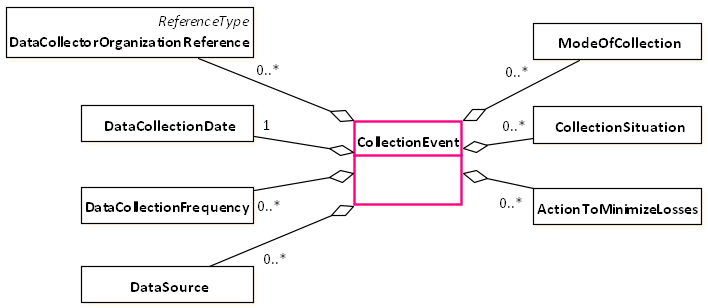 ReferenceType
DataCollectorOrganizationReference
0..*
DataCollectionDate
1
DataCollectionFrequency
0..*
DataSource
0..*
CollectionEvent
ModeOfCollection
0..*
CollectionSituation
0..*
ActionToMinimizeLosses
0..*